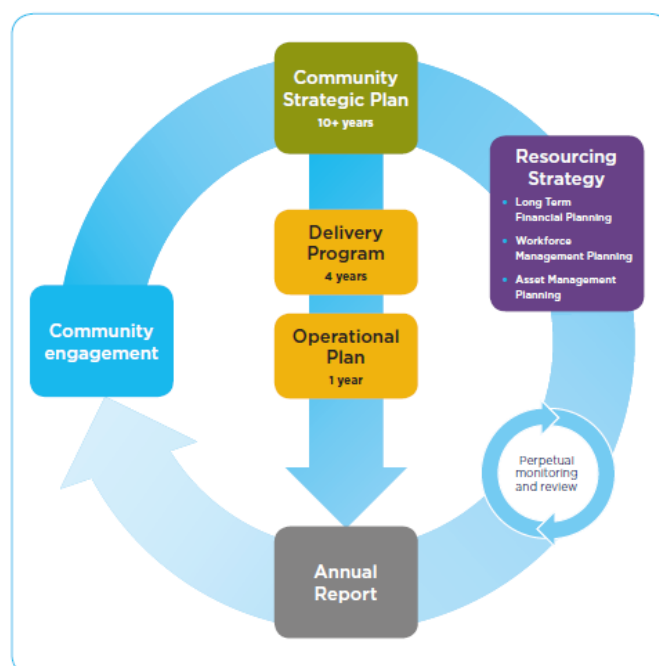 Community
Strategic Plan
10+ years
Resourcing
Strategy
• Long Term
Financial Planning
• Workforce
Management Planning
• Asset Management
Planning
Delivery
Program
4 years
Community
engagement
Operational
Plan
1 year
Perpetual
monitoring
and review
Annual
Report